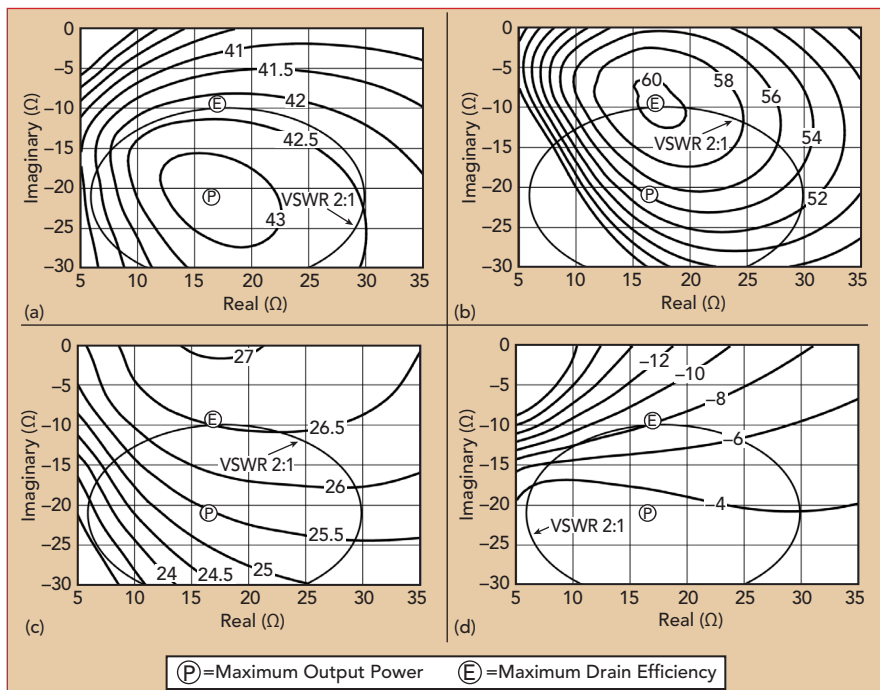 0
-5
-10
-15
-20
-25
-30
Imaginary (Ω)
41
41.5
42
42.5
43
E
P
VSWR 2:1
5 10 15 20 25 30 35
Real (Ω)
(a)
0
-5
-10
-15
-20
-25
-30
Imaginary (Ω)
60
58
56
54
52
E
P
VSWR 2:1
5 10 15 20 25 30 35
Real (Ω)
(b)
0
-5
-10
-15
-20
-25
-30
Imaginary (Ω)
27
26.5
26
25.5
25
24.5
24
E
P
VSWR 2:1
5 10 15 20 25 30 35
Real (Ω)
(c)
0
-5
-10
-15
-20
-25
-30
Imaginary (Ω)
-12
-10
-8
-6
-4
E
P
VSWR 2:1
5 10 15 20 25 30 35
Real (Ω)
(d)
P=Maximum Output Power E=Maximum Drain Efficiency